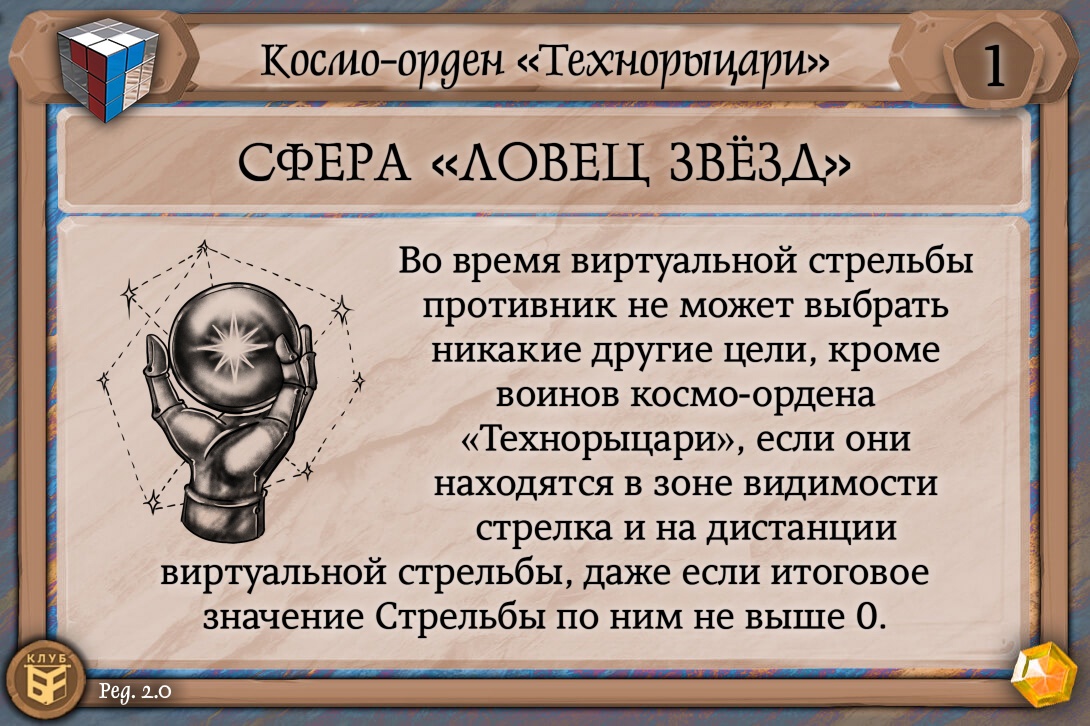 Космо-орден «Технорыцари»
1
СФЕРА «ЛОВЕЦ ЗВЁЗД»
Во время виртуальной стрельбы
противник не может выбрать
никакие другие цели, кроме
воинов космо-ордена
«Технорыцари», если они
находятся в зоне видимости
стрелка и на дистанции
виртуальной стрельбы, даже если итоговое
значение Стрельбы по ним не выше 0.
КЛУБ
Ред. 2.0